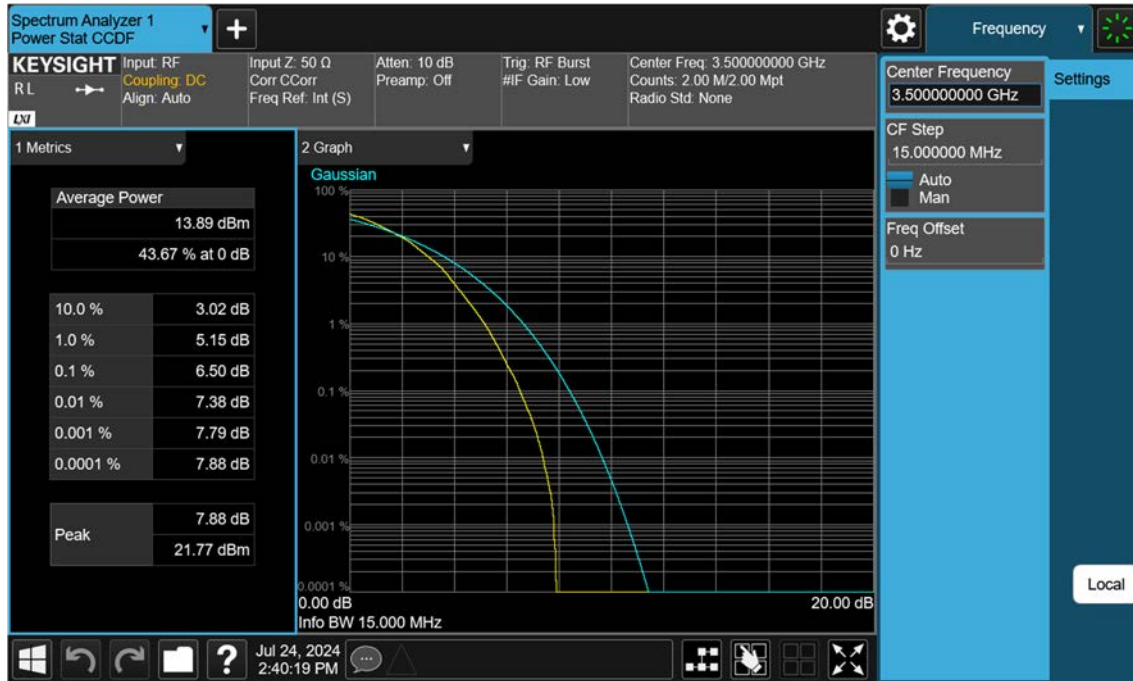 Spectrum Analyzer 1
Power Stat CCDF
+
Frequency
KEYSIGHT
R L
LXI
Input: RF
Coupling: DC
Align: Auto
Input Z: 50 Ω
Corr CCorr
Freq Ref: Int (S)
Atten: 10 dB
Preamp: Off
Trig: RF Burst
#IF Gain: Low
Center Freq: 3.500000000 GHz
Counts: 2.00 M/2.00 Mpt
Radio Std: None
Center Frequency
3.500000000 GHz
Settings
CF Step
15.000000 MHz
Auto
Man
Freq Offset
0 Hz
1 Metrics
Average Power
13.89 dBm
43.67 % at 0 dB
10.0 % 3.02 dB
1.0 % 5.15 dB
0.1 % 6.50 dB
0.01 % 7.38 dB
0.001 % 7.79 dB
0.0001 % 7.88 dB
Peak
7.88 dB
21.77 dBm
2 Graph
Gaussian
100 %
10 %
1 %
0.1 %
0.01 %
0.001 %
0.0001 %
0.00 dB 20.00 dB
Info BW 15.000 MHz
Local
?
Jul 24, 2024
2:40:19 PM